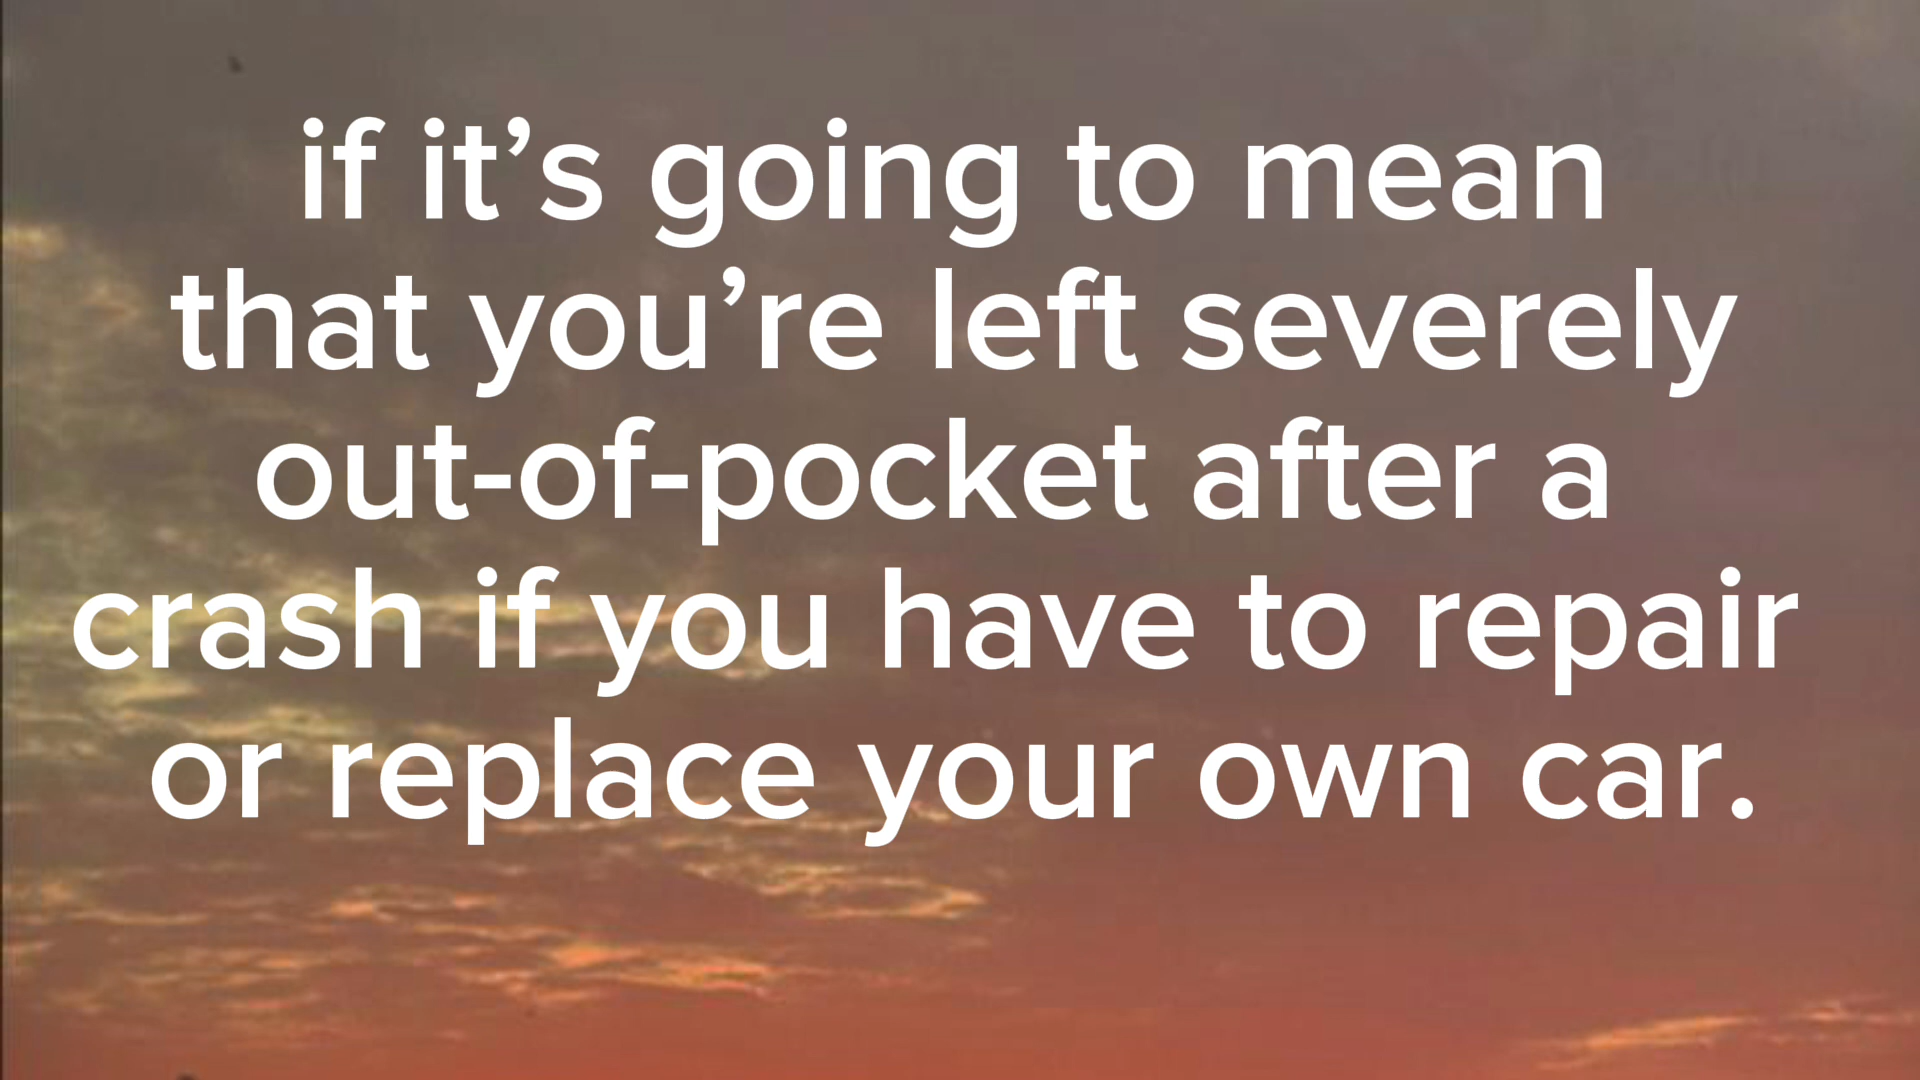 if it’s going to mean
that you’re left severely
out-of-pocket after a
crash if you have to repair
or replace your own car.